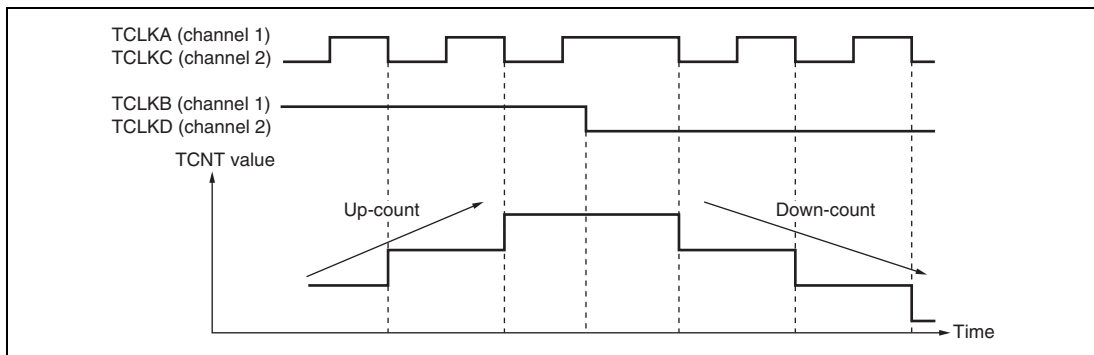 TCLKA (channel 1)
TCLKC (channel 2)
TCLKB (channel 1)
TCLKD (channel 2)
TCNT value
Up-count
Down-count
Time